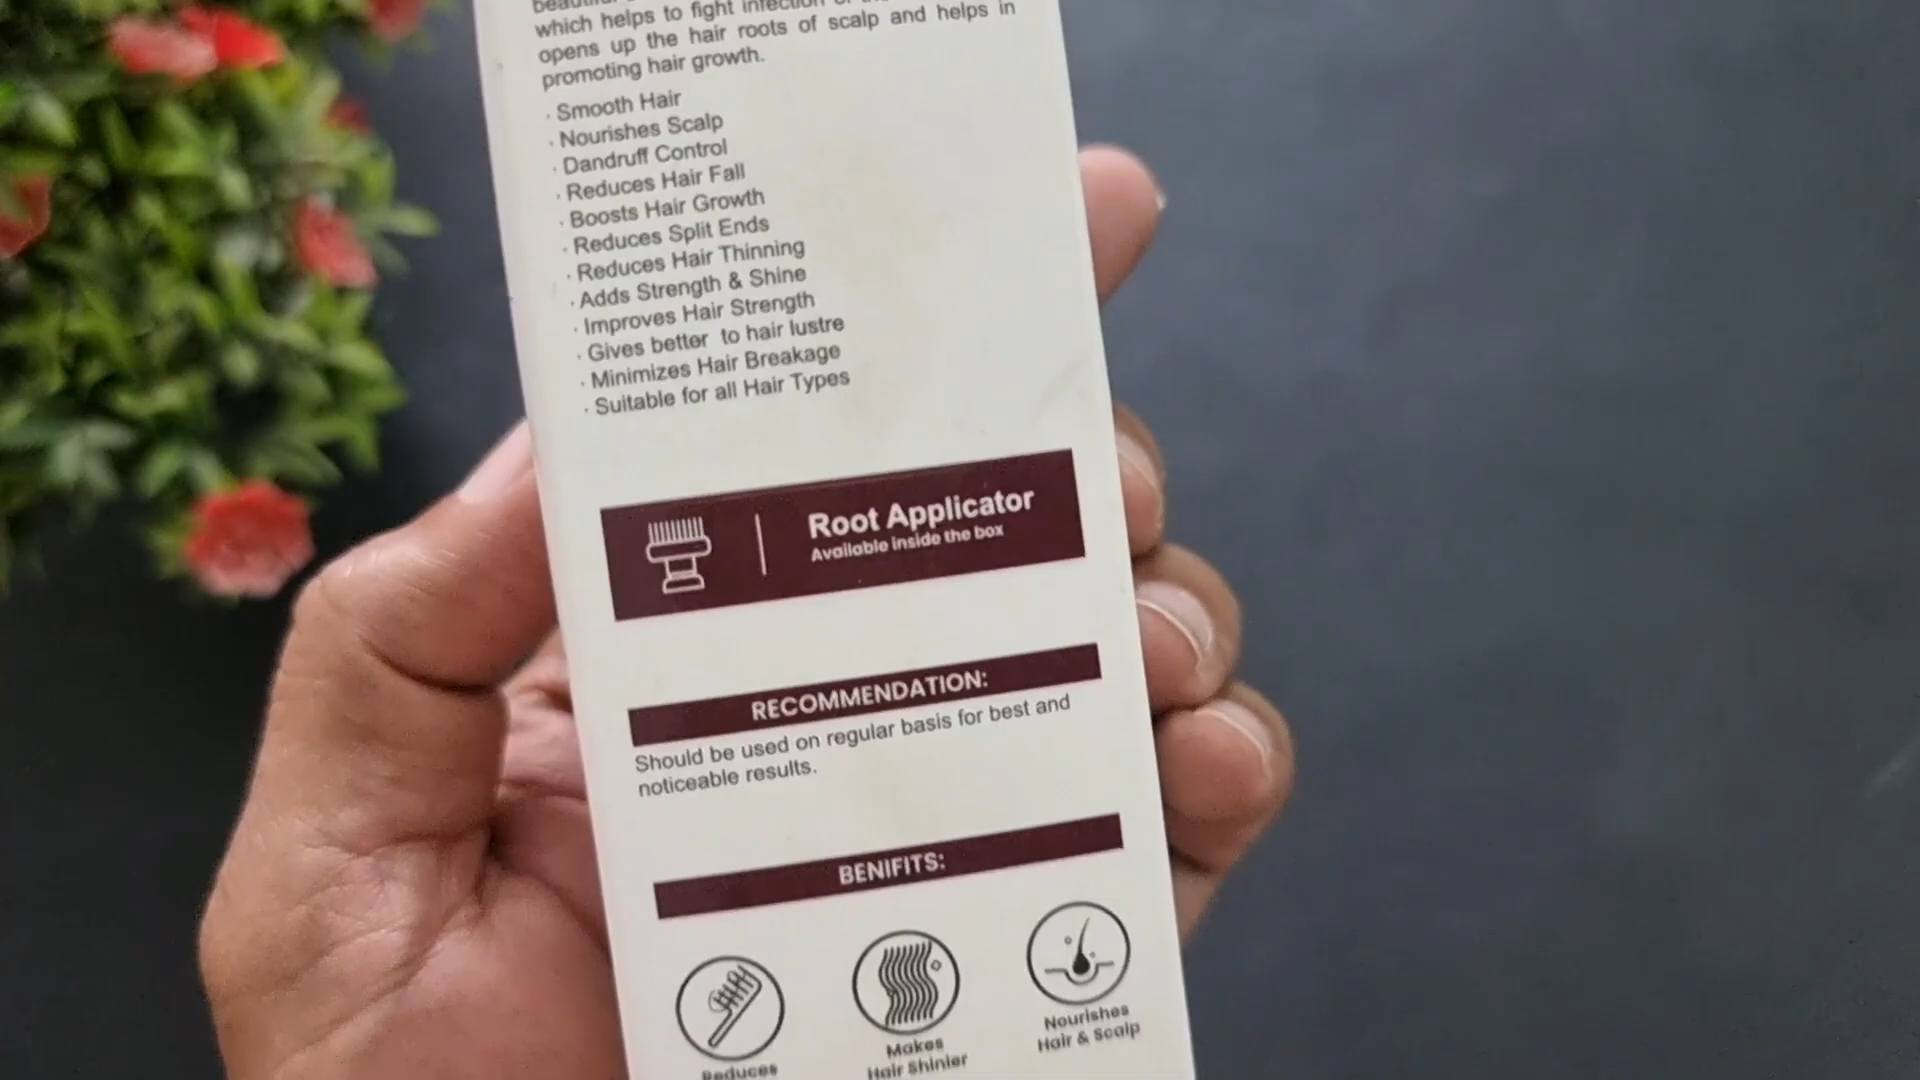 which helps to fight infection
opens up the hair roots of scalp and helps in
promoting hair growth.
· Smooth Hair
· Nourishes Scalp
· Dandruff Control
· Reduces Hair Fall
· Boosts Hair Growth
· Reduces Split Ends
· Reduces Hair Thinning
· Adds Strength & Shine
· Improves Hair Strength
· Gives better to hair lustre
· Minimizes Hair Breakage
· Suitable for all Hair Types
Root Applicator
Available inside the box
RECOMMENDATION:
Should be used on regular basis for best and
noticeable results.
BENIFITS:
Reduces
Makes
Hair Shinier
Nourishes
Hair & Scalp